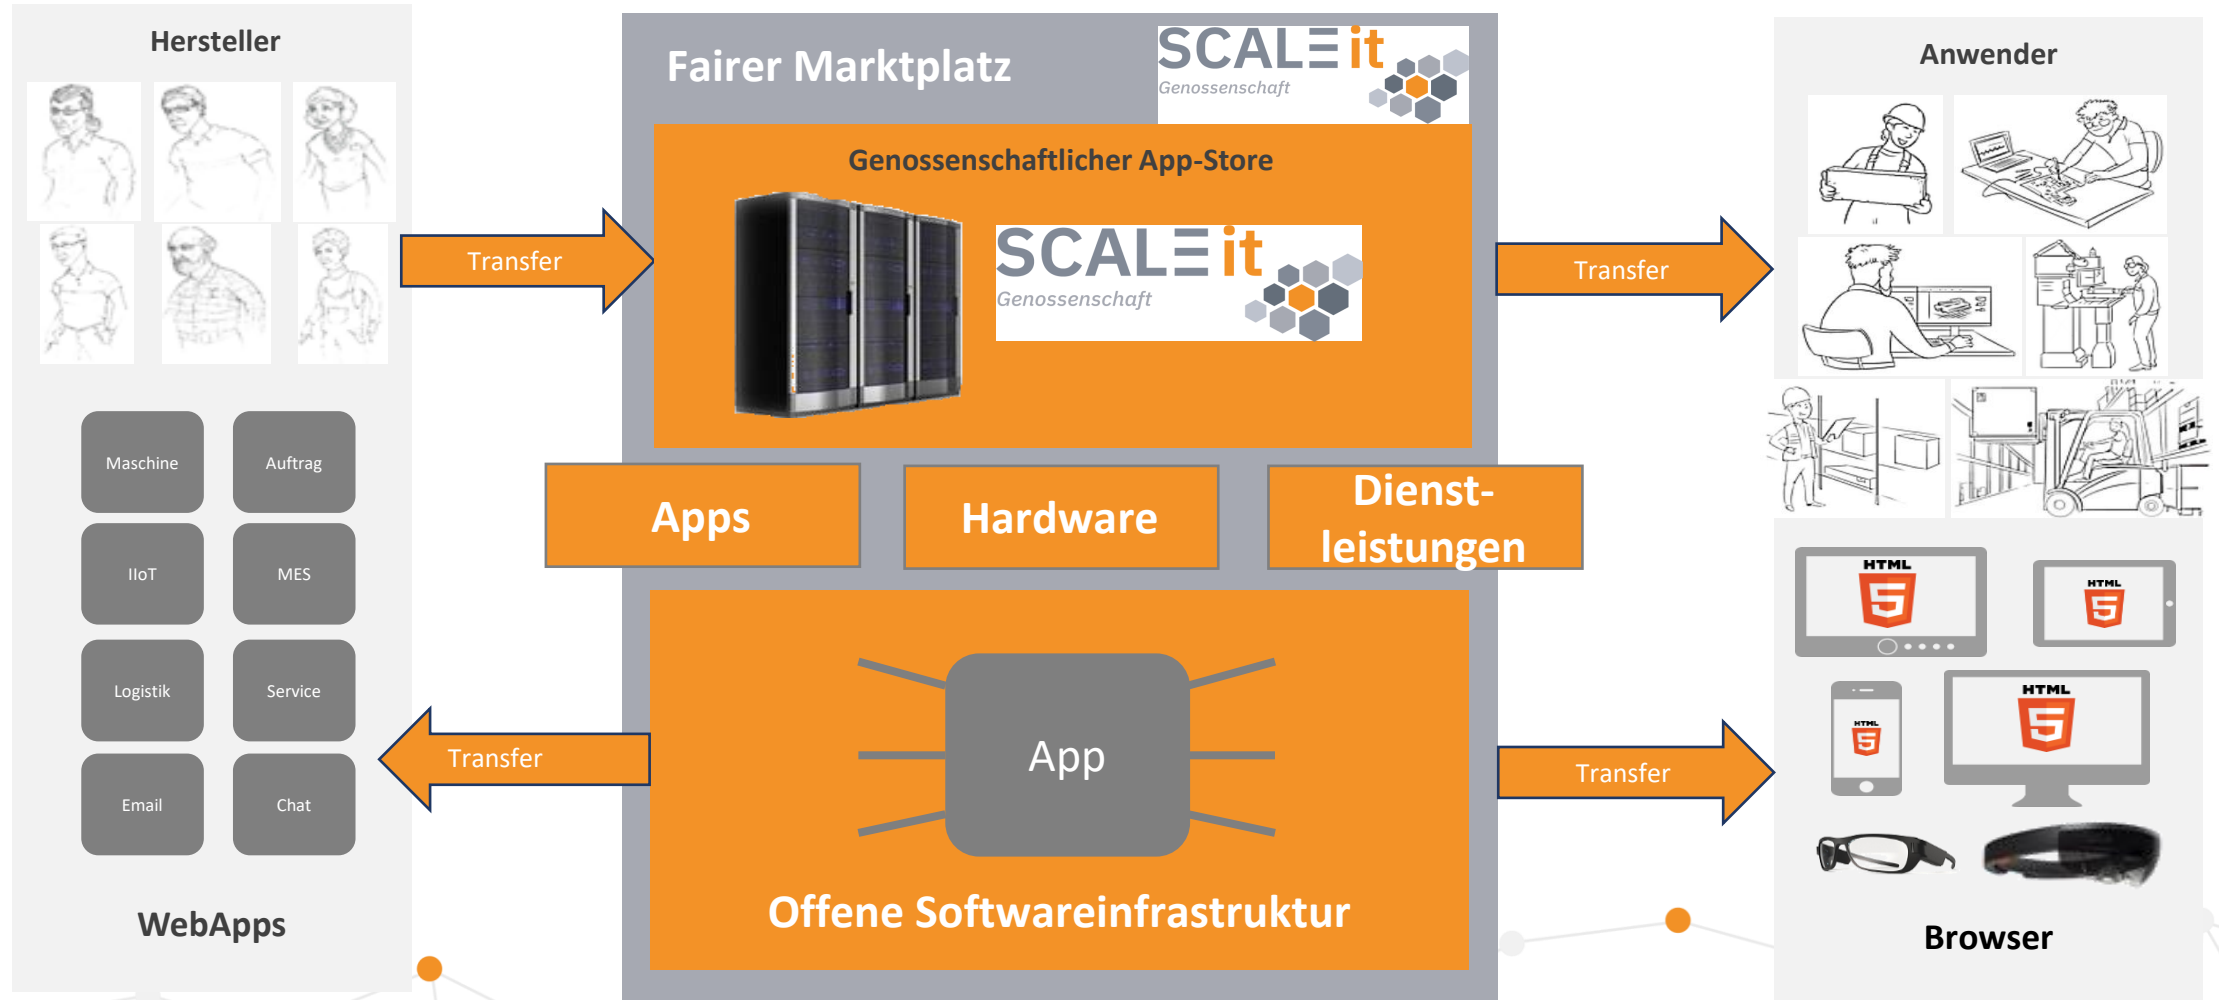 Hersteller
Transfer
Maschine
Auftrag
IIoT
MES
Logistik
Service
Email
Chat
WebApps
Transfer
Fairer Marktplatz
SCALE it
Genossenschaft
Genossenschaftlicher App-Store
SCALE it
Genossenschaft
Apps
Hardware
Dienst-
leistungen
App
Offene Softwareinfrastruktur
Transfer
Transfer
Anwender
HTML
5
HTML
5
HTML
5
HTML
5
Browser